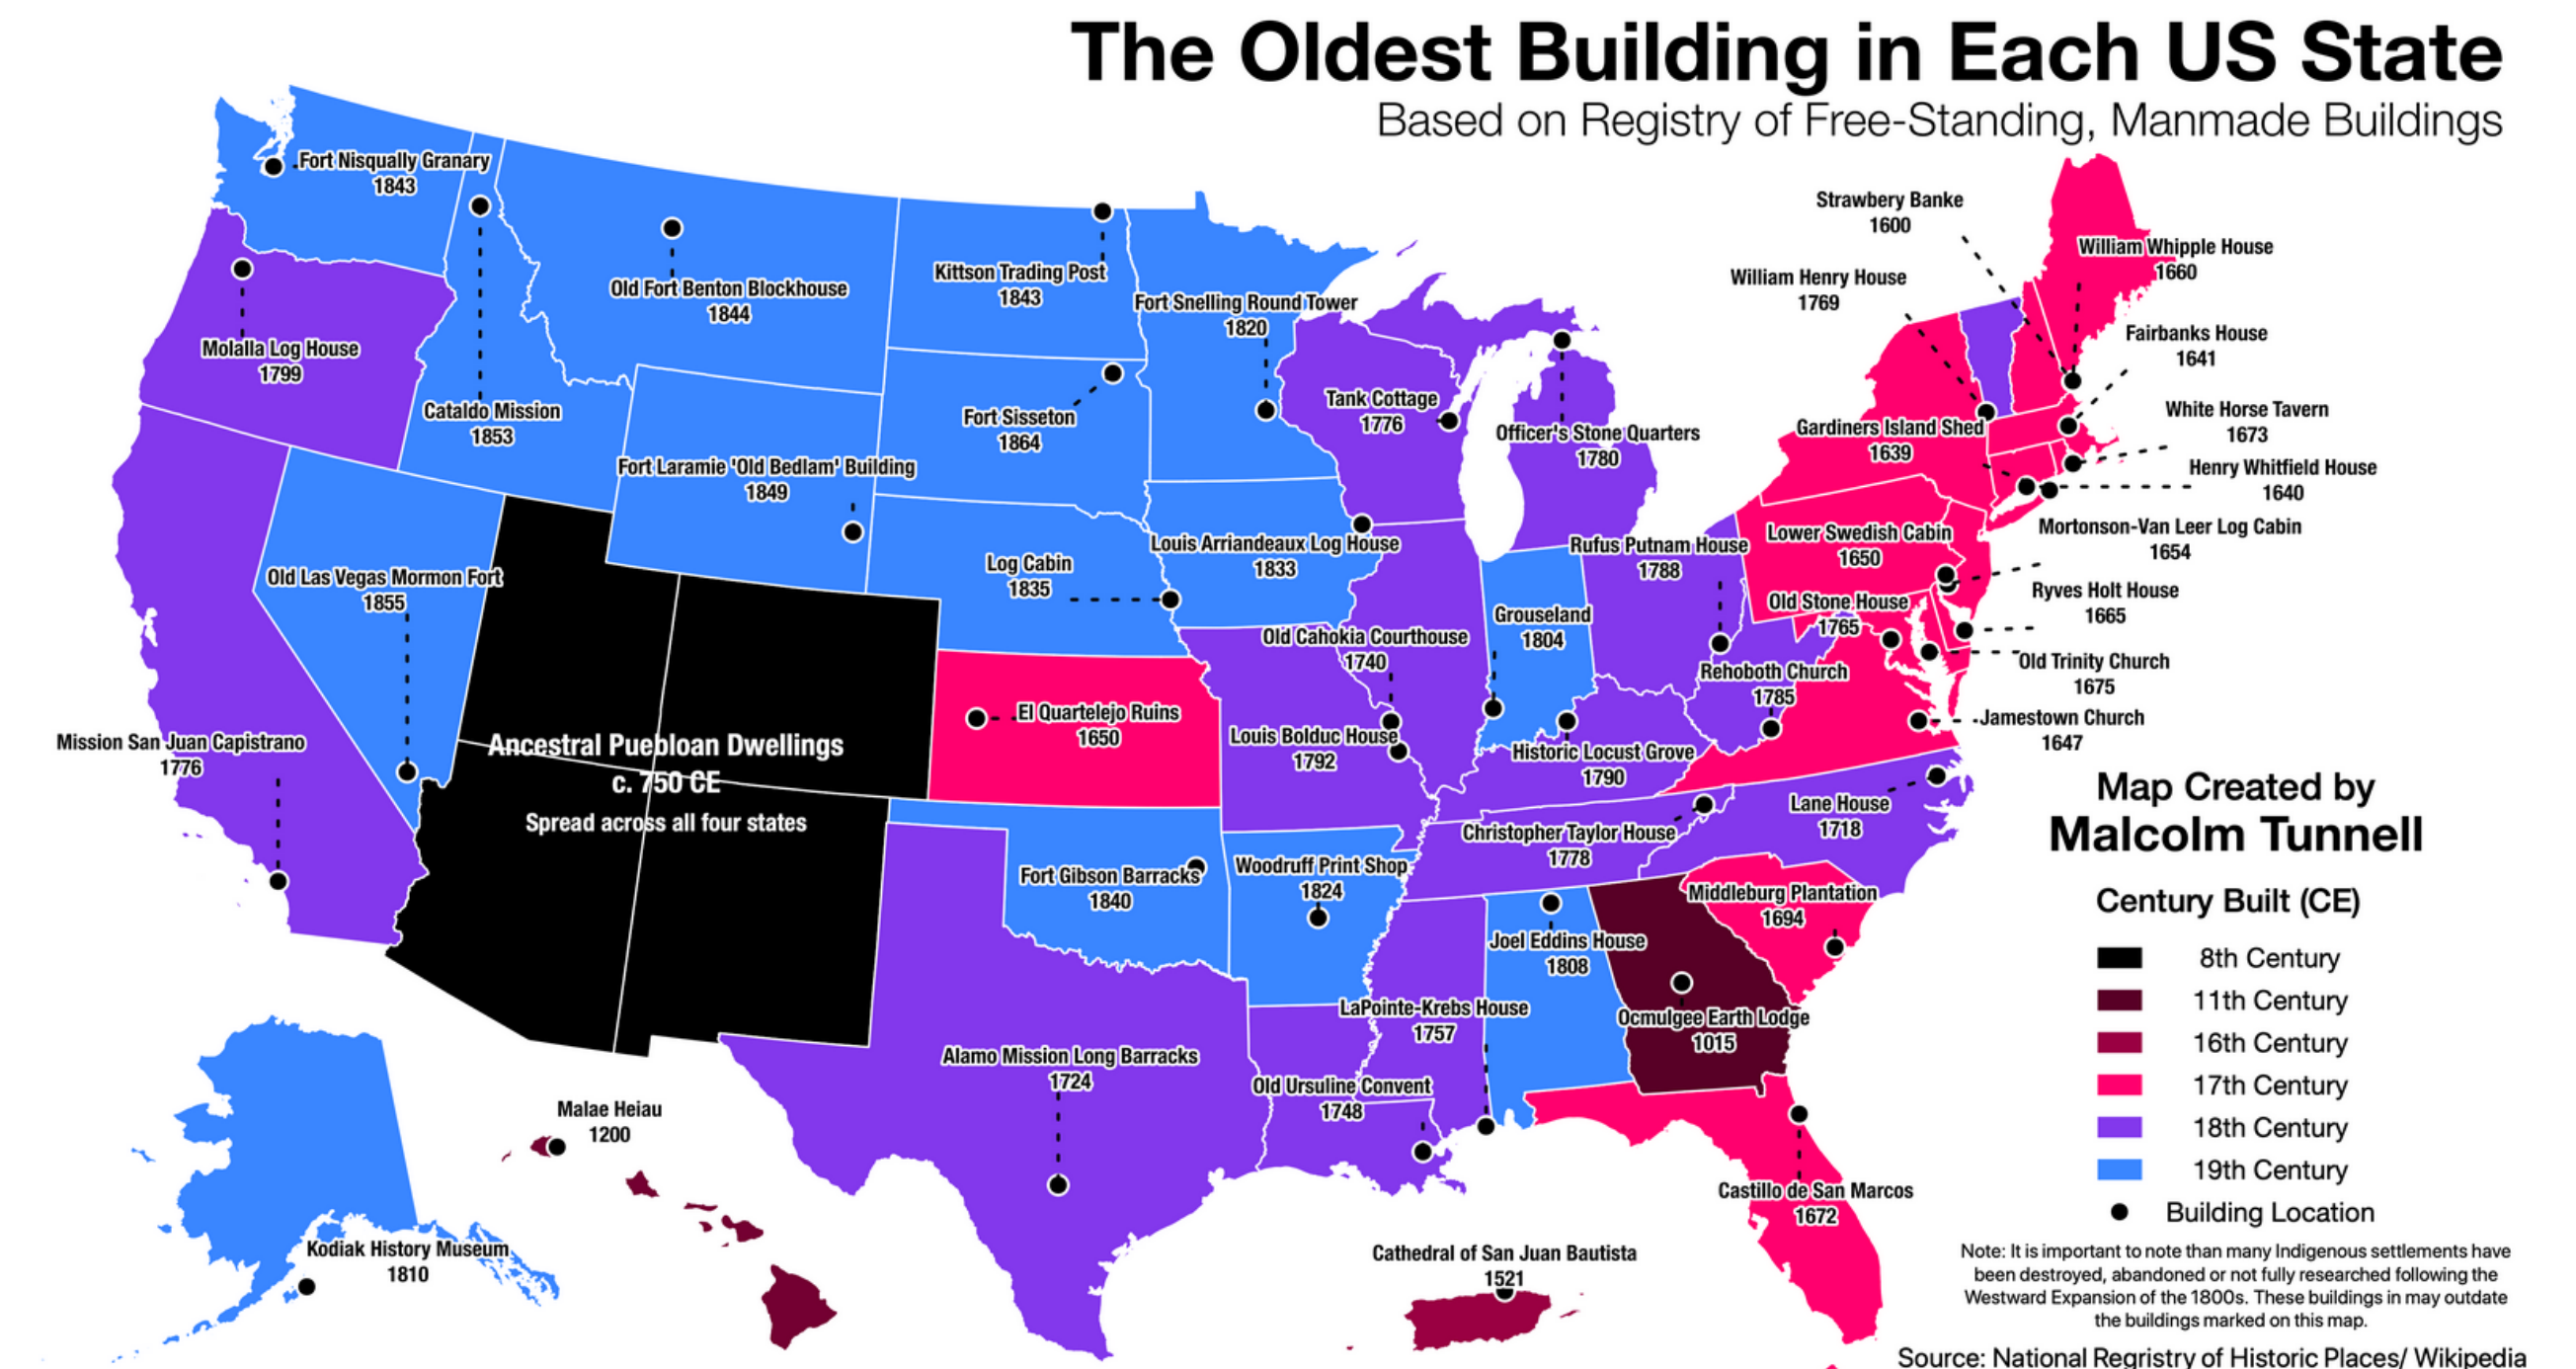 The Oldest Building in Each US State
Based on Registry of Free-Standing, Manmade Buildings
Fort Nisqually Granary
1843
Molalla Log House
1799
Cataldo Mission
1853
Old Fort Benton Blockhouse
1844
Kittson Trading Post
1843
Fort Snelling Round Tower
1820
Fort Sisseton
1864
Fort Laramie 'Old Bedlam' Building
1849
Tank Cottage
1776
Officer's Stone Quarters
1780
Strawbery Banke
1600
William Whipple House
1660
William Henry House
1769
Fairbanks House
1641
White Horse Tavern
1673
Gardiners Island Shed
1639
Henry Whitfield House
1640
Mortonson-Van Leer Log Cabin
1654
Lower Swedish Cabin
1650
Ryves Holt House
1665
Old Stone House
1765
Old Trinity Church
1675
Jamestown Church
1647
Rufus Putnam House
1788
Rehoboth Church
1785
Louis Arriandeaux Log House
1833
Log Cabin
1835
Old Las Vegas Mormon Fort
1855
Grouseland
1804
Old Cahokia Courthouse
1740
El Quartelejo Ruins
1650
Louis Bolduc House
1792
Historic Locust Grove
1790
Mission San Juan Capistrano
1776
Ancestral Puebloan Dwellings
c. 750 CE
Spread across all four states
Lane House
1718
Christopher Taylor House
1778
Fort Gibson Barracks
1840
Woodruff Print Shop
1824
Middleburg Plantation
1694
Joel Eddins House
1808
LaPointe-Krebs House
1757
Ocmulgee Earth Lodge
1015
Alamo Mission Long Barracks
1724
Old Ursuline Convent
1748
Malae Heiau
1200
Castillo de San Marcos
1672
Kodiak History Museum
1810
Cathedral of San Juan Bautista
1521
Map Created by
Malcolm Tunnell
Century Built (CE)
8th Century
11th Century
16th Century
17th Century
18th Century
19th Century
Building Location
Note: It is important to note than many Indigenous settlements have
been destroyed, abandoned or not fully researched following the
Westward Expansion of the 1800s. These buildings in may outdate
the buildings marked on this map.
Source: National Regristry of Historic Places/ Wikipedia